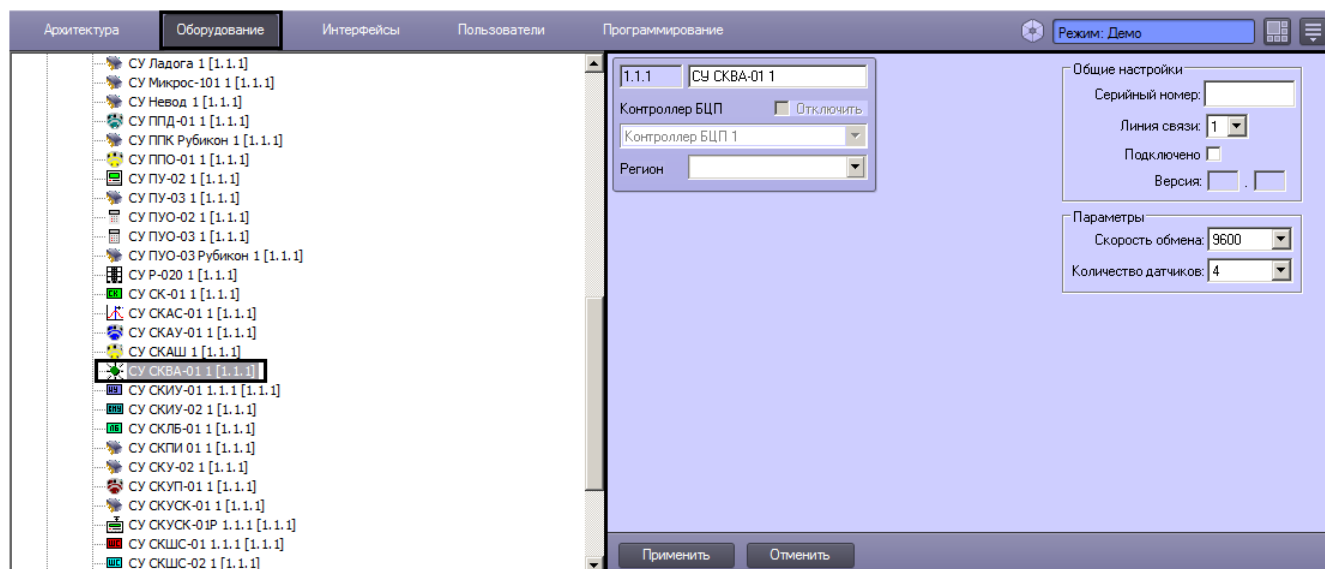 Архитектура Оборудование Интерфейсы Пользователи Программирование Режим: Демо
СУ Ладога 1 [1.1.1]
СУ Микрос-101 1 [1.1.1]
СУ Невод 1 [1.1.1]
СУ ППД-01 1 [1.1.1]
СУ ППК Рубикон 1 [1.1.1]
СУ ППО-01 1 [1.1.1]
СУ ПУ-02 1 [1.1.1]
СУ ПУ-03 1 [1.1.1]
СУ ПУО-02 1 [1.1.1]
СУ ПУО-03 1 [1.1.1]
СУ ПУО-03 Рубикон 1 [1.1.1]
СУ Р-020 1 [1.1.1]
СУ СК-01 1 [1.1.1]
СУ СКАС-01 1 [1.1.1]
СУ СКАУ-01 1 [1.1.1]
СУ СКАШ 1 [1.1.1]
СУ СКВА-01 1 [1.1.1]
СУ СКИУ-01 1.1.1 [1.1.1]
СУ СКИУ-02 1 [1.1.1]
СУ СКЛБ-01 1 [1.1.1]
СУ СКПИ 01 1 [1.1.1]
СУ СКУ-02 1 [1.1.1]
СУ СКУП-01 1 [1.1.1]
СУ СКУСК-01 1 [1.1.1]
СУ СКУСК-01Р 1.1.1 [1.1.1]
СУ СКШС-01 1.1.1 [1.1.1]
СУ СКШС-02 1 [1.1.1]
1.1.1 СУ СКВА-01 1
Контроллер БЦП Отключить
Контроллер БЦП 1
Регион
Общие настройки
Серийный номер:
Линия связи: 1
Подключено
Версия: .
Параметры
Скорость обмена: 9600
Количество датчиков: 4
Применить Отменить